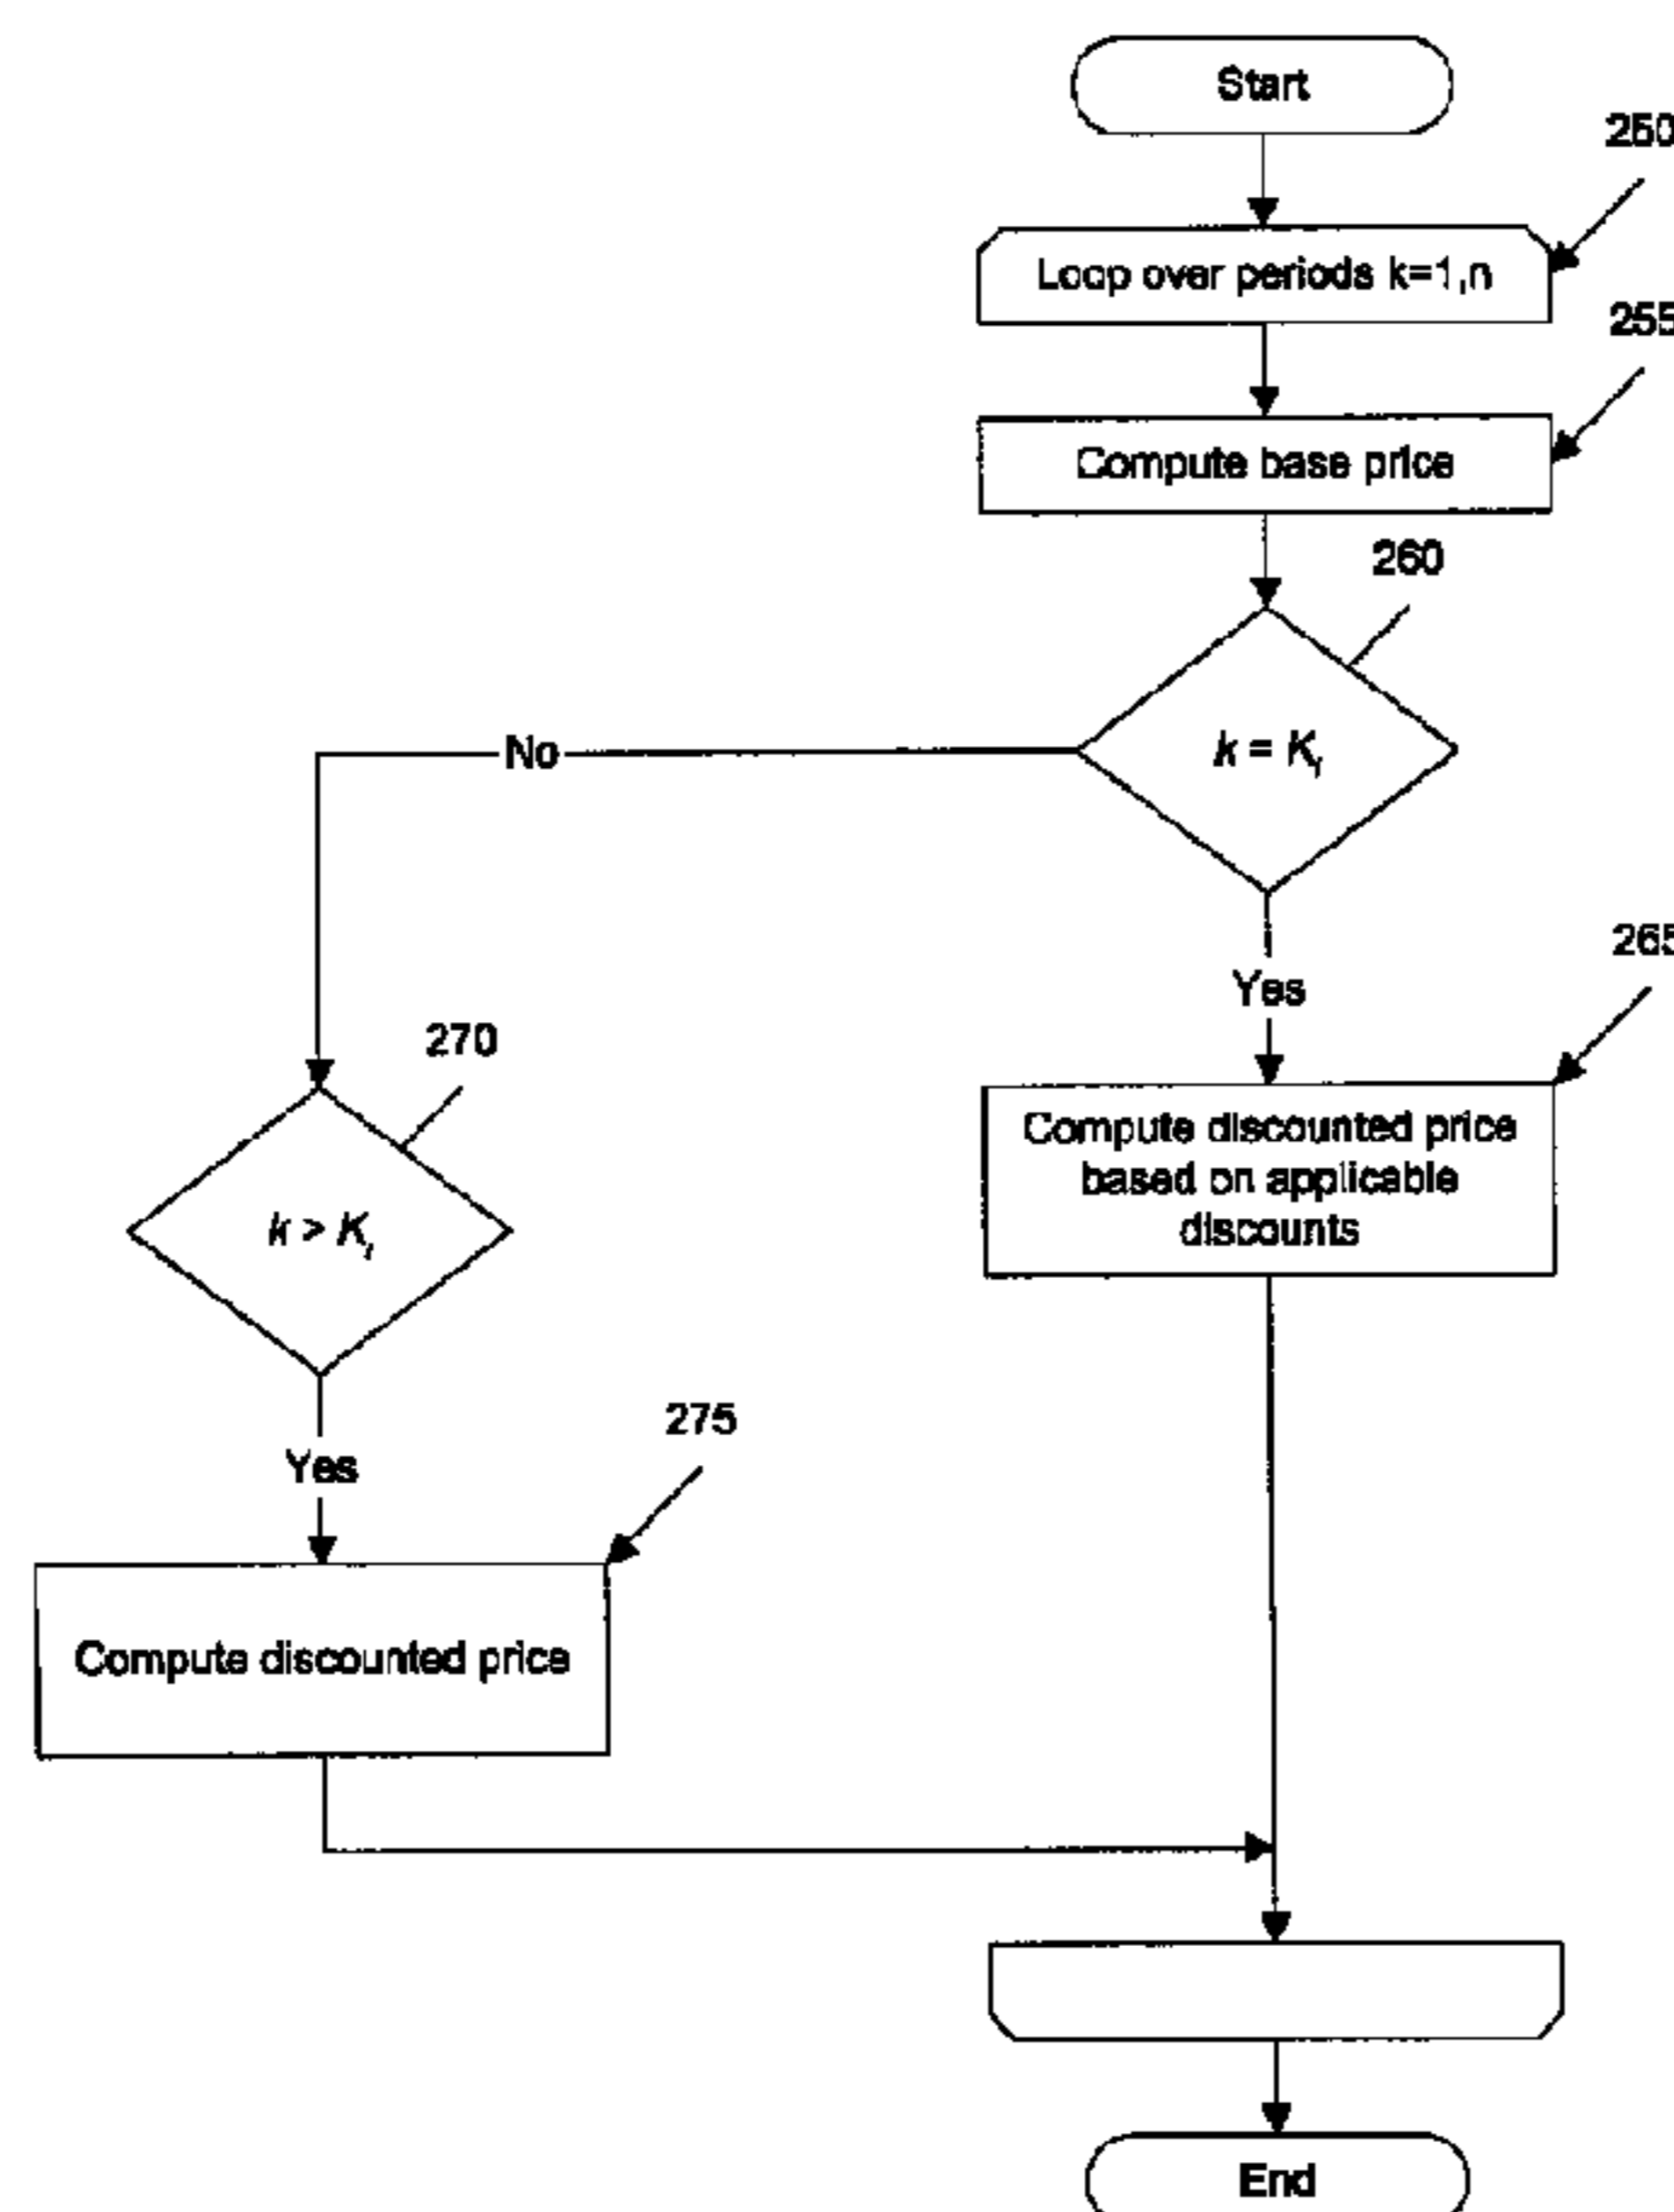 Start
250
Loop over periods k=1,n
255
Compute base price
260
k = K
No
265
Yes
270
Compute discounted price
based on applicable
discounts
k > K
275
Yes
Compute discounted price
End